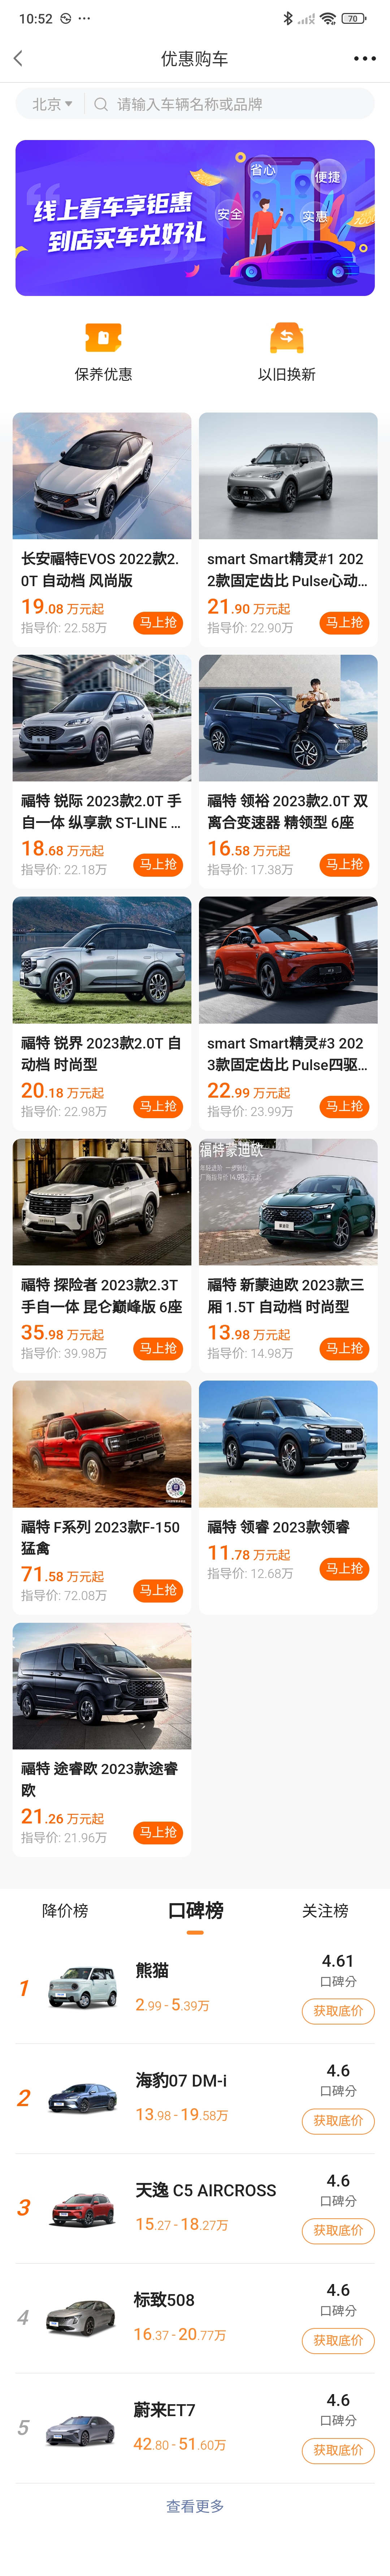 10:52
70
优惠购车
北京
请输入车辆名称或品牌
线上看车享钜惠
到店买车兑好礼
省心
便捷
安全
实惠
保养优惠
以旧换新
长安福特EVOS 2022款2.
0T 自动档 风尚版
19.08 万元起
指导价: 22.58万
马上抢
smart Smart精灵#1 202
2款固定齿比 Pulse心动...
21.90 万元起
指导价: 22.90万
马上抢
福特 锐际 2023款2.0T 手
自一体 纵享款 ST-LINE ...
18.68 万元起
指导价: 22.18万
马上抢
福特 领裕 2023款2.0T 双
离合变速器 精领型 6座
16.58 万元起
指导价: 17.38万
马上抢
福特 锐界 2023款2.0T 自
动档 时尚型
20.18 万元起
指导价: 22.98万
马上抢
smart Smart精灵#3 202
3款固定齿比 Pulse四驱...
22.99 万元起
指导价: 23.99万
马上抢
福特 探险者 2023款2.3T
手自一体 昆仑巅峰版 6座
35.98 万元起
指导价: 39.98万
马上抢
福特蒙迪欧
福特 新蒙迪欧 2023款三
厢 1.5T 自动档 时尚型
13.98 万元起
指导价: 14.98万
马上抢
福特 F系列 2023款F-150
猛禽
71.58 万元起
指导价: 72.08万
马上抢
福特 领睿 2023款领睿
11.78 万元起
指导价: 12.68万
马上抢
福特 途睿欧 2023款途睿
欧
21.26 万元起
指导价: 21.96万
马上抢
降价榜
口碑榜
关注榜
1
熊猫
2.99 - 5.39万
4.61
口碑分
获取底价
2
海豹07 DM-i
13.98 - 19.58万
4.6
口碑分
获取底价
3
天逸 C5 AIRCROSS
15.27 - 18.27万
4.6
口碑分
获取底价
4
标致508
16.37 - 20.77万
4.6
口碑分
获取底价
5
蔚来ET7
42.80 - 51.60万
4.6
口碑分
获取底价
查看更多